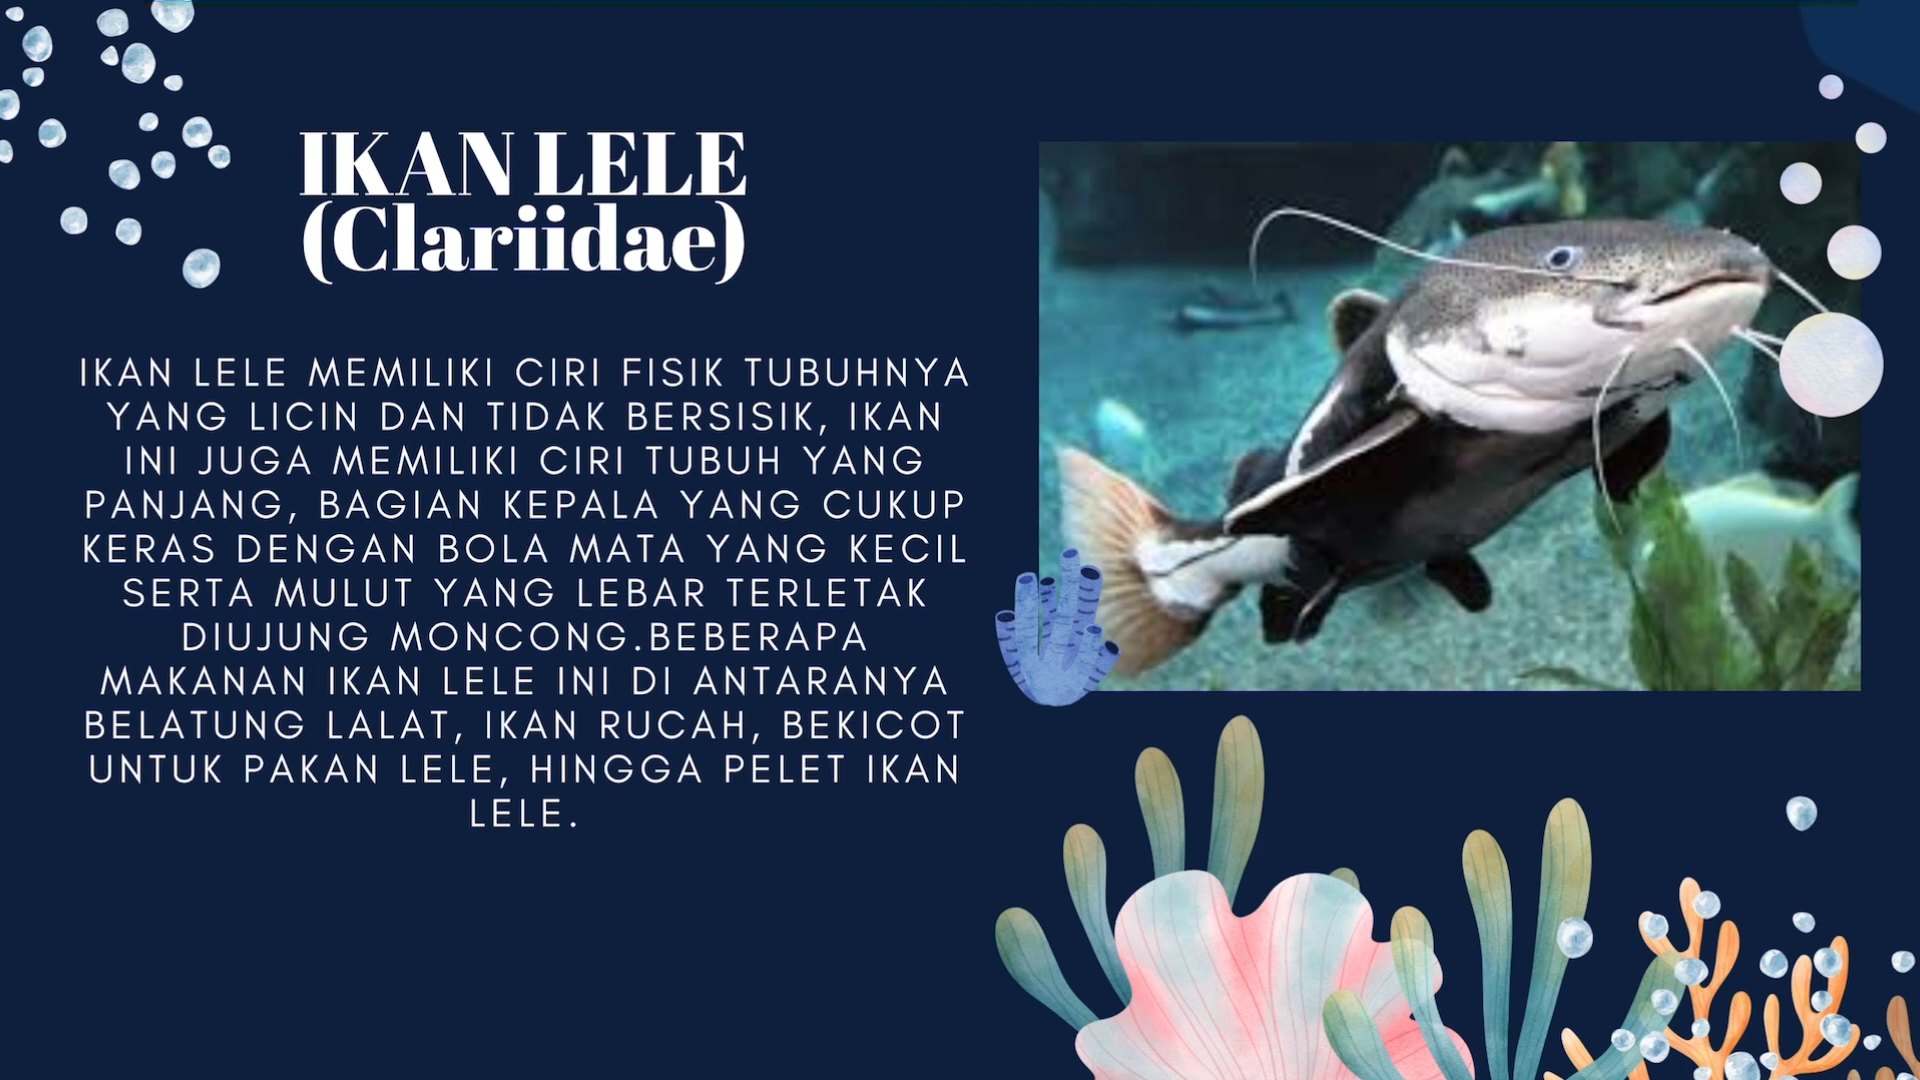 IKAN LELE
(Clariidae)
IKAN LELE MEMILIKI CIRI FISIK TUBUHNYA
YANG LICIN DAN TIDAK BERSISIK, IKAN
INI JUGA MEMILIKI CIRI TUBUH YANG
PANJANG, BAGIAN KEPALA YANG CUKUP
KERAS DENGAN BOLA MATA YANG KECIL
SERTA MULUT YANG LEBAR TERLETAK
DIUJUNG MONCONG.BEBERAPA
MAKANAN IKAN LELE INI DI ANTARANYA
BELATUNG LALAT, IKAN RUCAH, BEKICOT
UNTUK PAKAN LELE, HINGGA PELET IKAN
LELE.